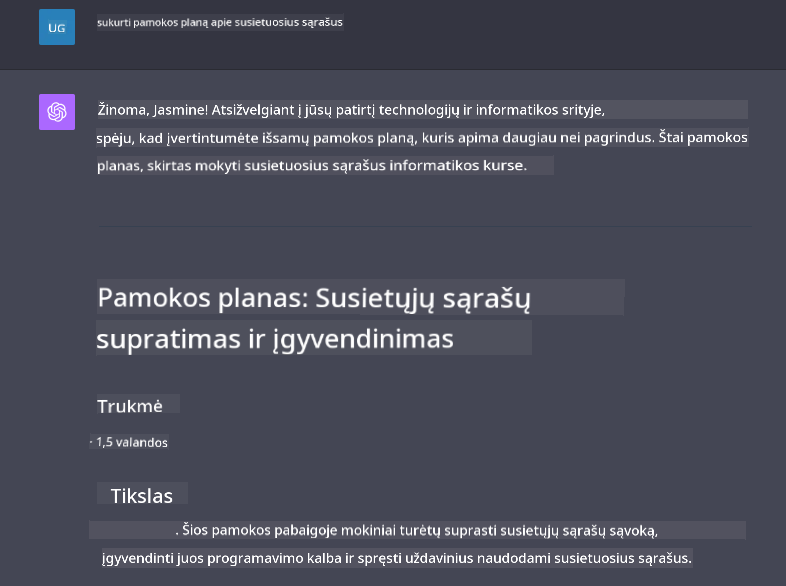 UG
sukurti pamokos planą apie susietuosius sąrašus
Žinoma, Jasmine! Atsižvelgiant į jūsų patirtį technologijų ir informatikos srityje,
spėju, kad įvertintumėte išsamų pamokos planą, kuris apima daugiau nei pagrindus. Štai pamokos
planas, skirtas mokyti susietuosius sąrašus informatikos kurse.
Pamokos planas: Susietųjų sąrašų
supratimas ir įgyvendinimas
Trukmė
· 1,5 valandos
Tikslas
. Šios pamokos pabaigoje mokiniai turėtų suprasti susietųjų sąrašų sąvoką,
įgyvendinti juos programavimo kalba ir spręsti uždavinius naudodami susietuosius sąrašus.